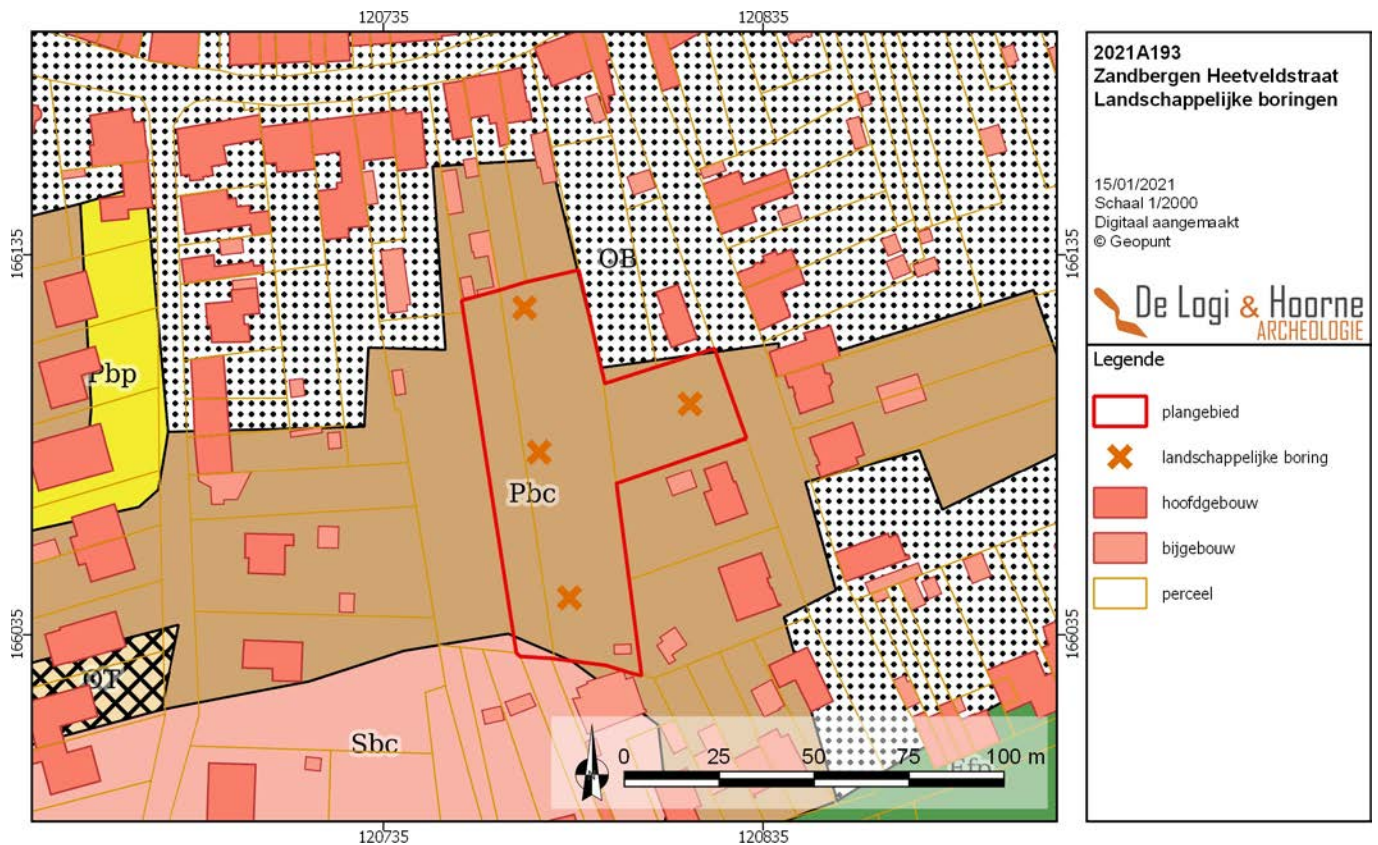 120735
120835
166135
166135
OB
Pbp
Pbc
166035
166035
OT
Sbc
Efp
0 25 50 75 100 m
120735
120835
2021A193
Zandbergen Heetveldstraat
Landschappelijke boringen
15/01/2021
Schaal 1/2000
Digitaal aangemaakt
© Geopunt
De Logi & Hoorne
ARCHEOLOGIE
Legende
plangebied
landschappelijke boring
hoofdgebouw
bijgebouw
perceel